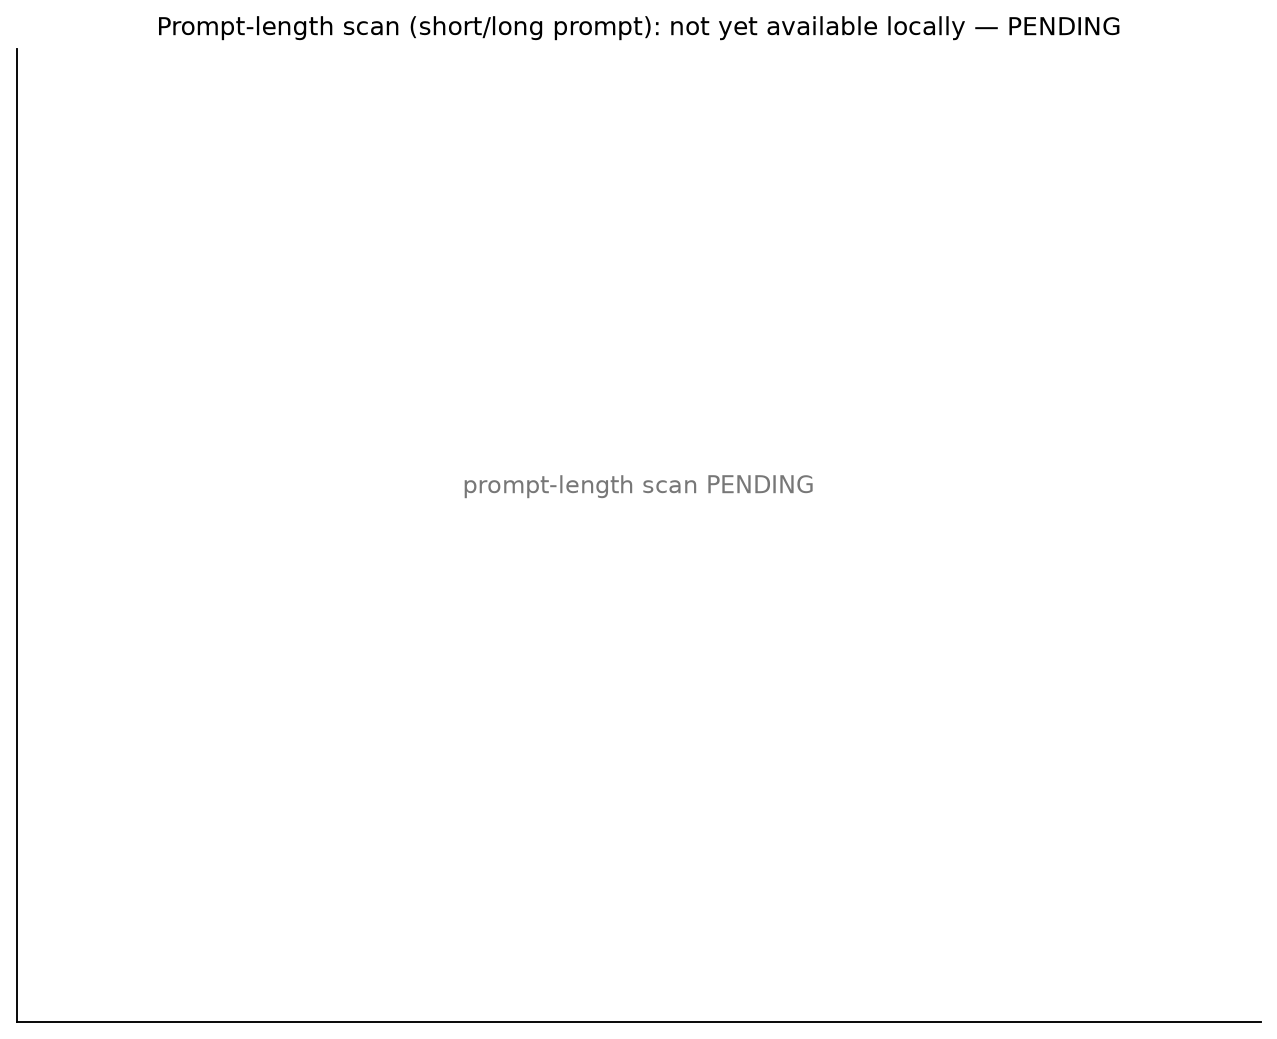 Prompt-length scan (short/long prompt): not yet available locally — PENDING
prompt-length scan PENDING